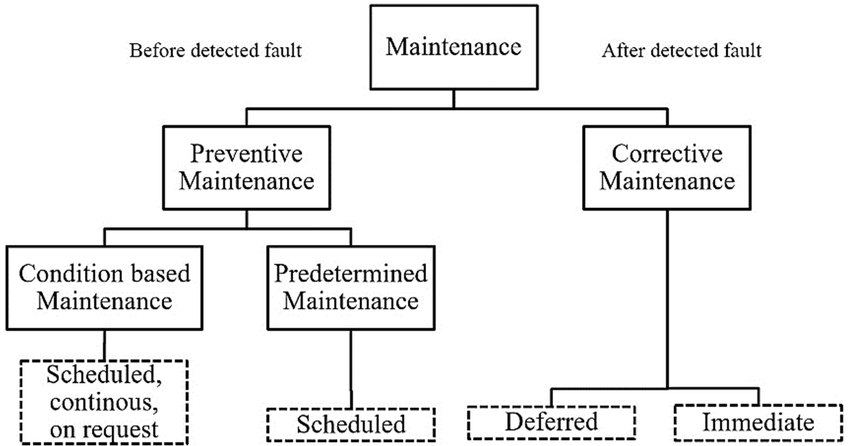 Before detected fault
Maintenance
After detected fault
Preventive
Maintenance
Corrective
Maintenance
Condition based
Maintenance
Predetermined
Maintenance
Scheduled,
continous,
on request
Scheduled
Deferred
Immediate